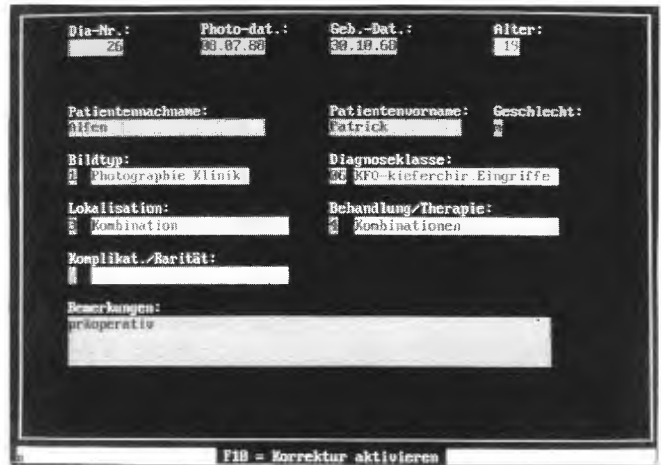 Dia-Nr.: Photo-dat.: Geb.-Dat.: Alter:
26 08.07.88 30.10.68 19
Patientennachname: Patientenvorname: Geschlecht:
Alfen Patrick m
Bildtyp: Diagnoseklasse:
Photographie Klinik 06 KFO-kieferchir.Eingriffe
Lokalisation: Behandlung/Therapie:
Kombination Kombinationen
Komplikat./Rarität:
Bemerkungen:
präoperativ
F10 = Korrektur aktivieren